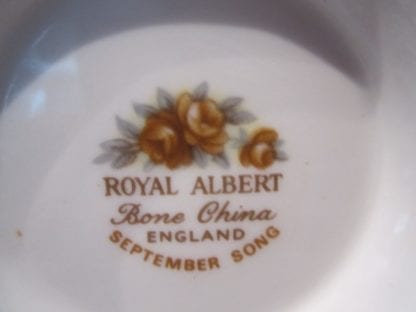 ROYAL ALBERT
Bone China
ENGLAND
SEPTEMBER SONG